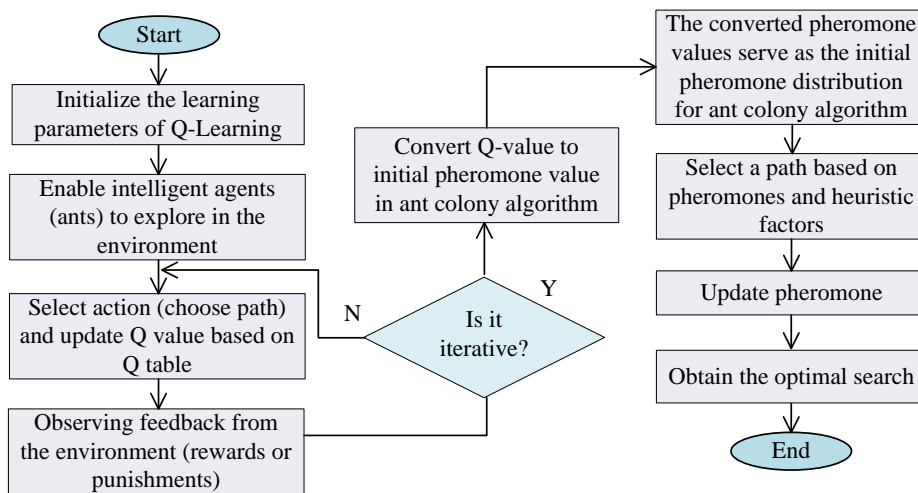 Start
Initialize the learning
parameters of Q-Learning
Enable intelligent agents
(ants) to explore in the
environment
Select action (choose path)
and update Q value based on
Q table
Observing feedback from
the environment (rewards or
punishments)
Is it
iterative?
N
Y
Convert Q-value to
initial pheromone value
in ant colony algorithm
The converted pheromone
values serve as the initial
pheromone distribution
for ant colony algorithm
Select a path based on
pheromones and heuristic
factors
Update pheromone
Obtain the optimal search
End